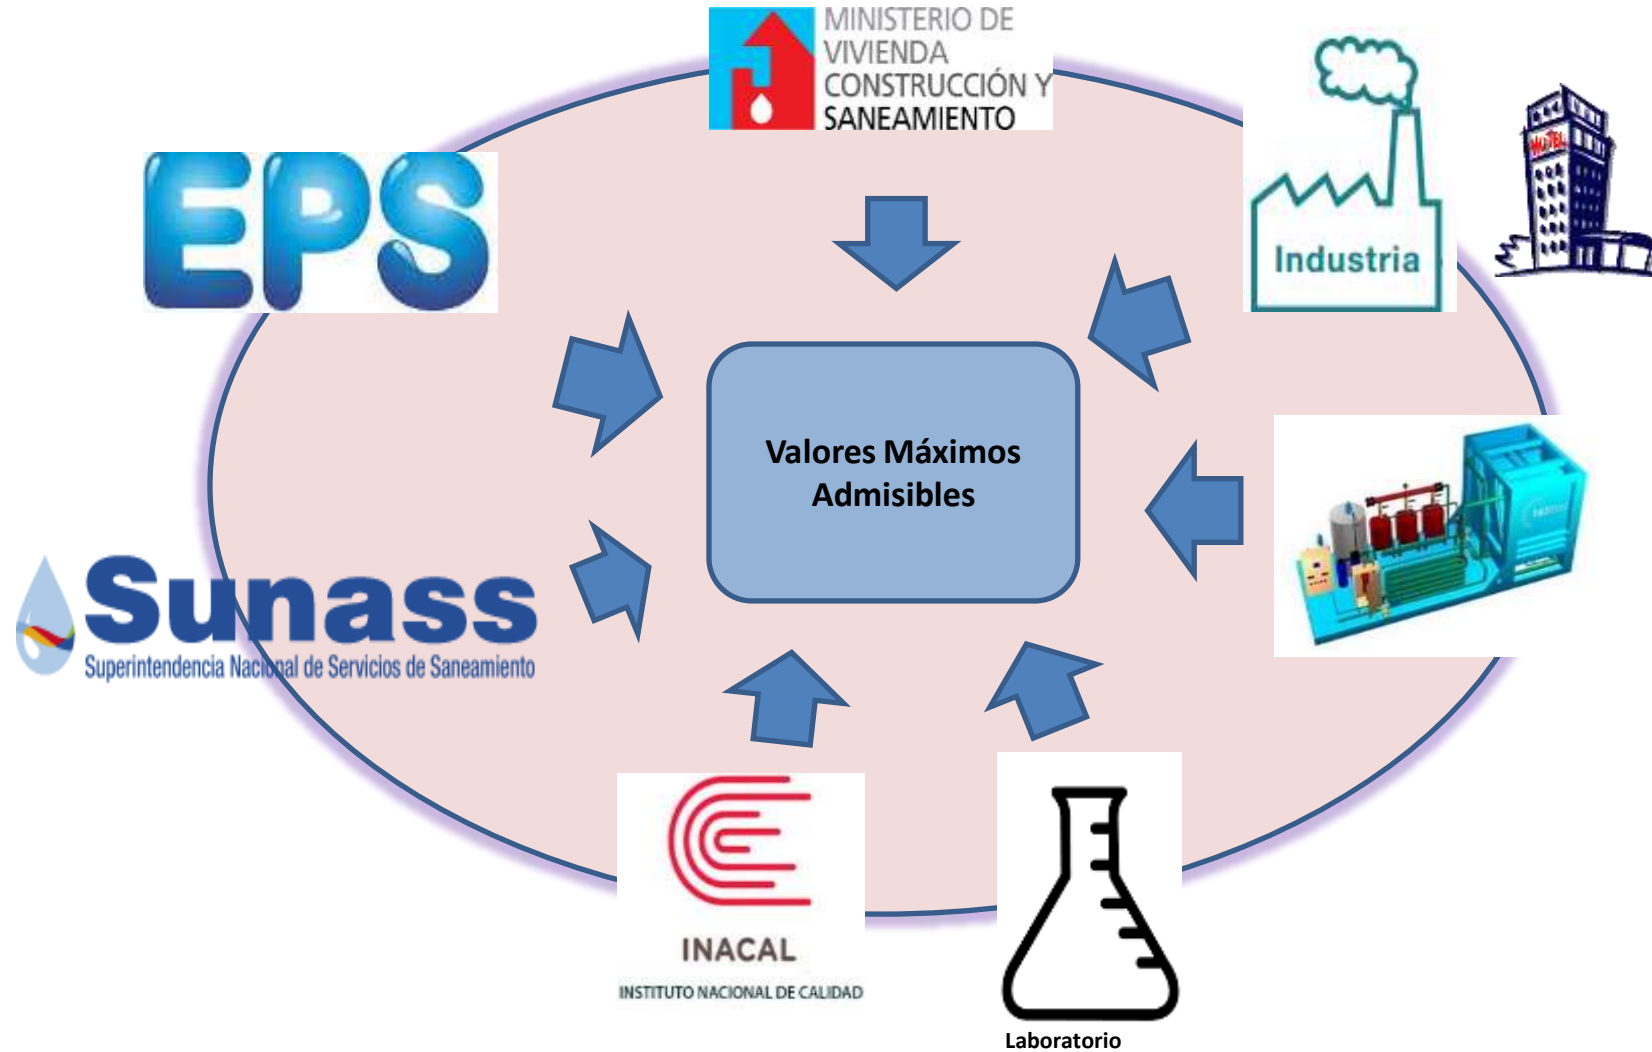 MINISTERIO DE
VIVIENDA
CONSTRUCCIÓN Y
SANEAMIENTO
EPS
Industria
Valores Máximos
Admisibles
Sunass
Superintendencia Nacional de Servicios de Saneamiento
INACAL
INSTITUTO NACIONAL DE CALIDAD
Laboratorio